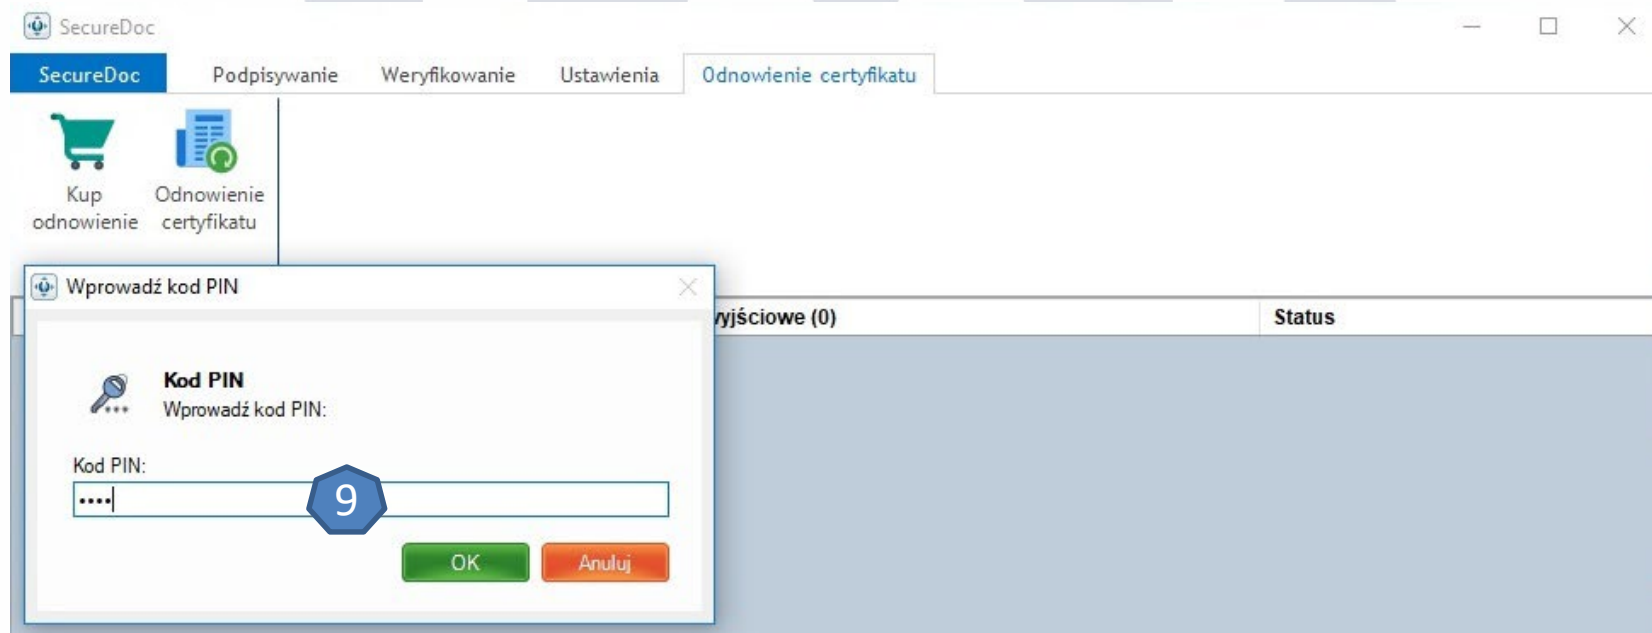 SecureDoc
SecureDoc Podpisywanie Weryfikowanie Ustawienia Odnowienie certyfikatu
Kup
odnowienie
Odnowienie
certyfikatu
Wprowadź kod PIN
wyjściowe (0) Status
Kod PIN
Wprowadź kod PIN:
Kod PIN:
••••
9
OK Anuluj